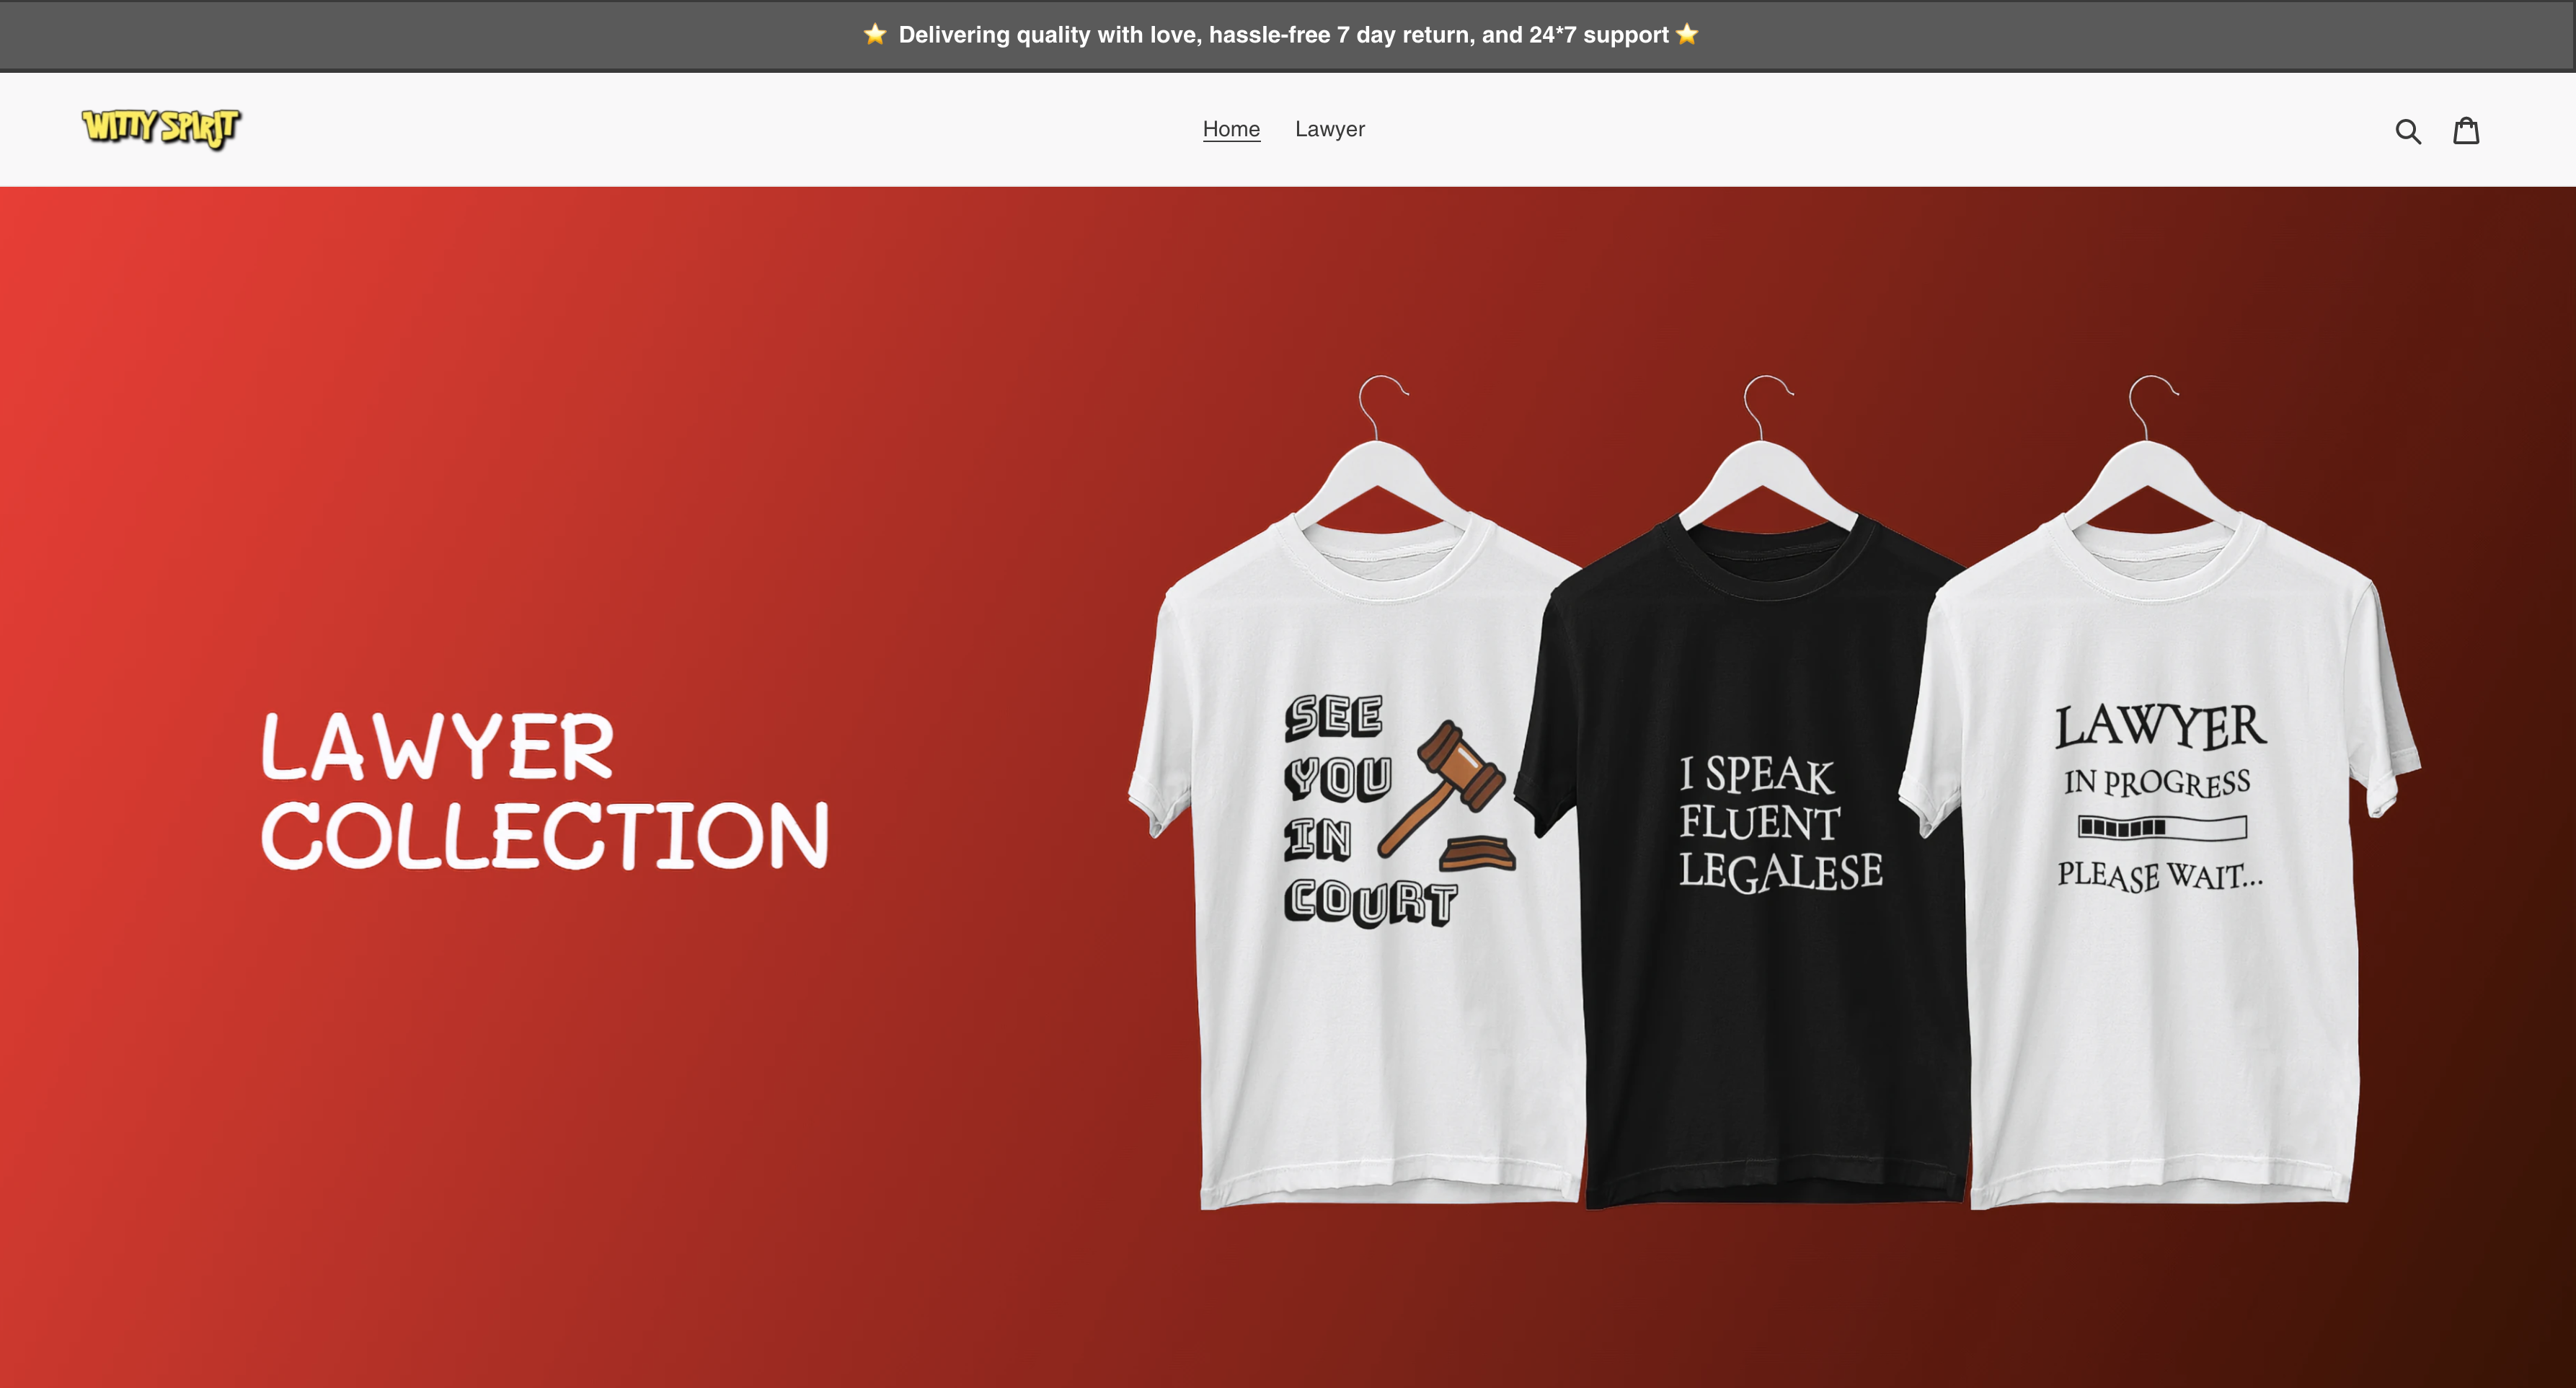 ⭐ Delivering quality with love, hassle-free 7 day return, and 24*7 support ⭐
WITTY SPIRIT
Home
Lawyer
LAWYER
COLLECTION
SEE
YOU
IN
COURT
I SPEAK
FLUENT
LEGALESE
LAWYER
IN PROGRESS
PLEASE WAIT...